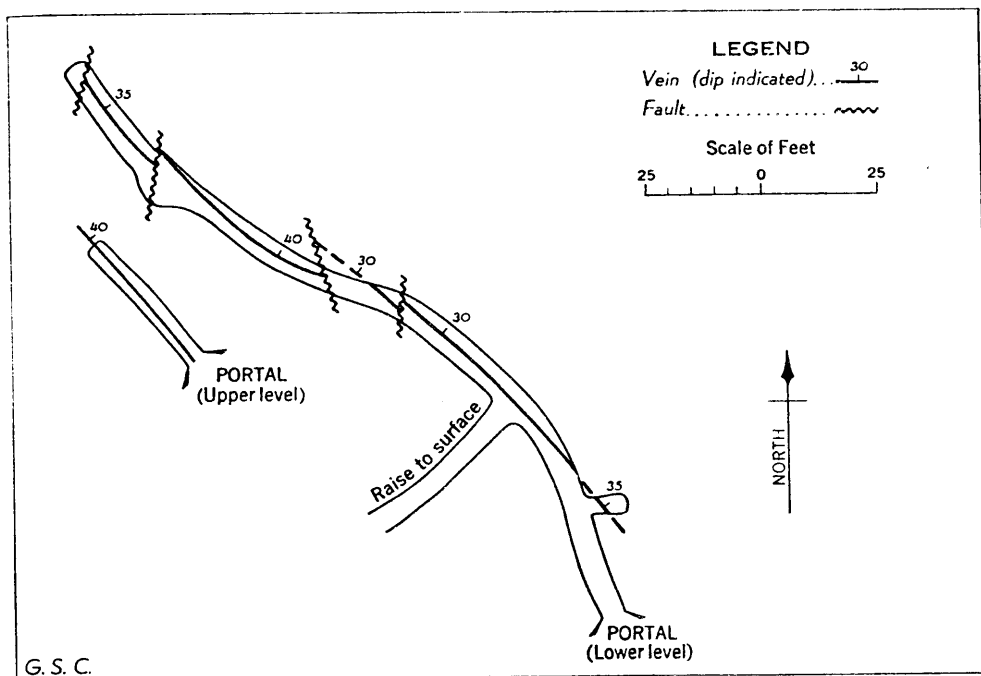 LEGEND
30
Vein (dip indicated)...
Fault............
Scale of Feet
25 0 25
35
40
40
30
30
PORTAL
(Upper level)
Raise to surface
NORTH
35
PORTAL
(Lower level)
G. S. C.